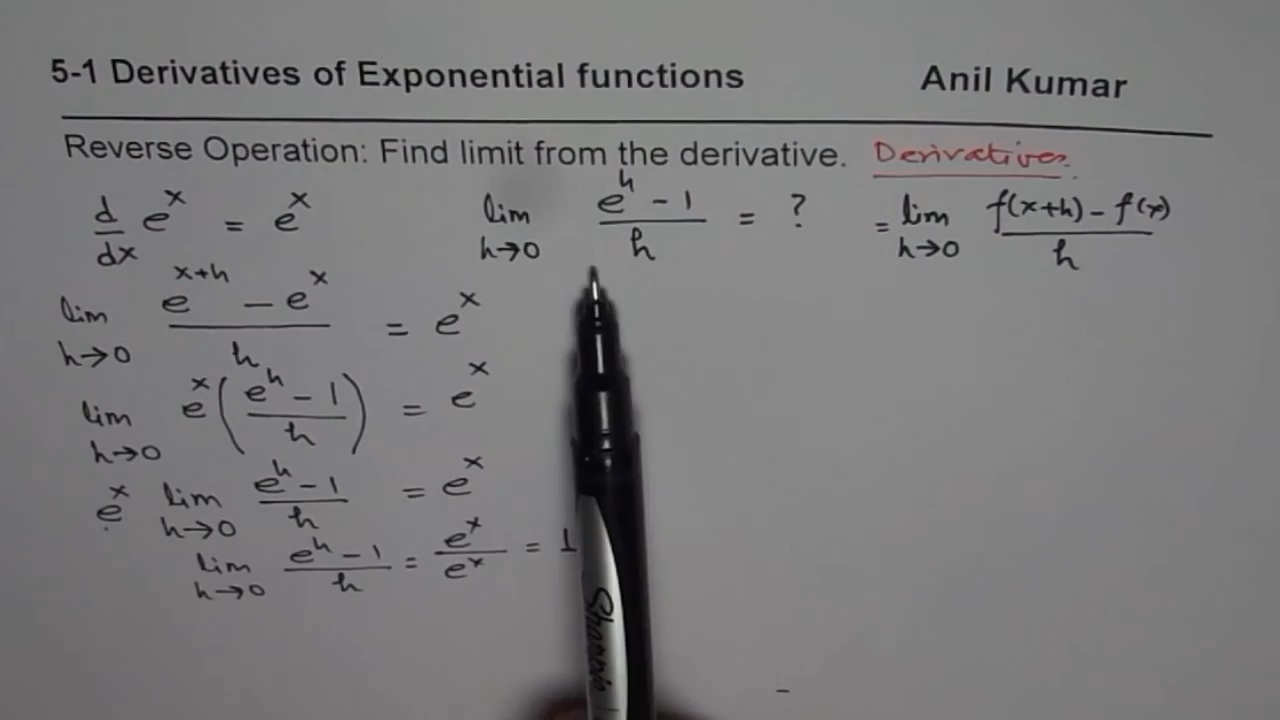 5-1 Derivatives of Exponential functions Anil Kumar
Reverse Operation: Find limit from the derivative. Derivatives.
d/dx e^x = e^x
lim h→0 (e^(x+h) - e^x)/h = e^x
lim h→0 e^x((e^h - 1)/h) = e^x
e^x lim h→0 (e^h - 1)/h = e^x
lim h→0 (e^h - 1)/h = e^x/e^x = 1
lim h→0 (e^h - 1)/h = ?
= lim h→0 (f(x+h) - f(x))/h
Sharpie